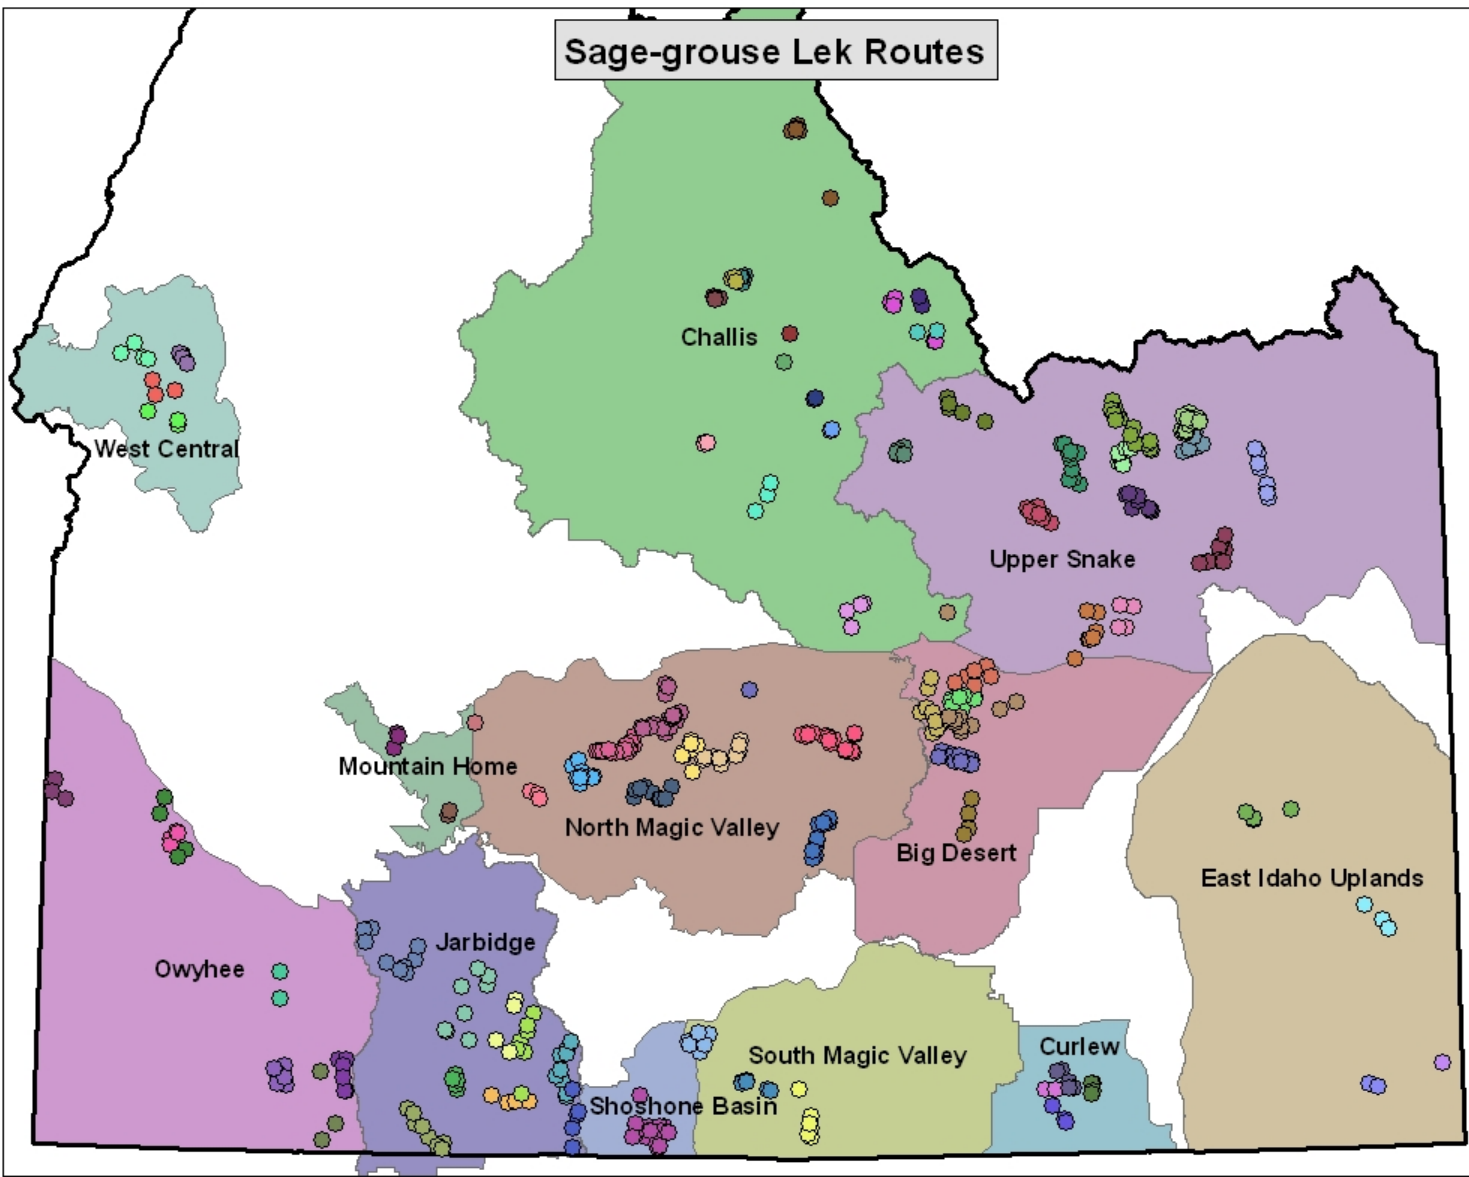 Sage-grouse Lek Routes
Challis
West Central
Upper Snake
Mountain Home
North Magic Valley
Big Desert
East Idaho Uplands
Jarbidge
Owyhee
South Magic Valley
Curlew
Shoshone Basin